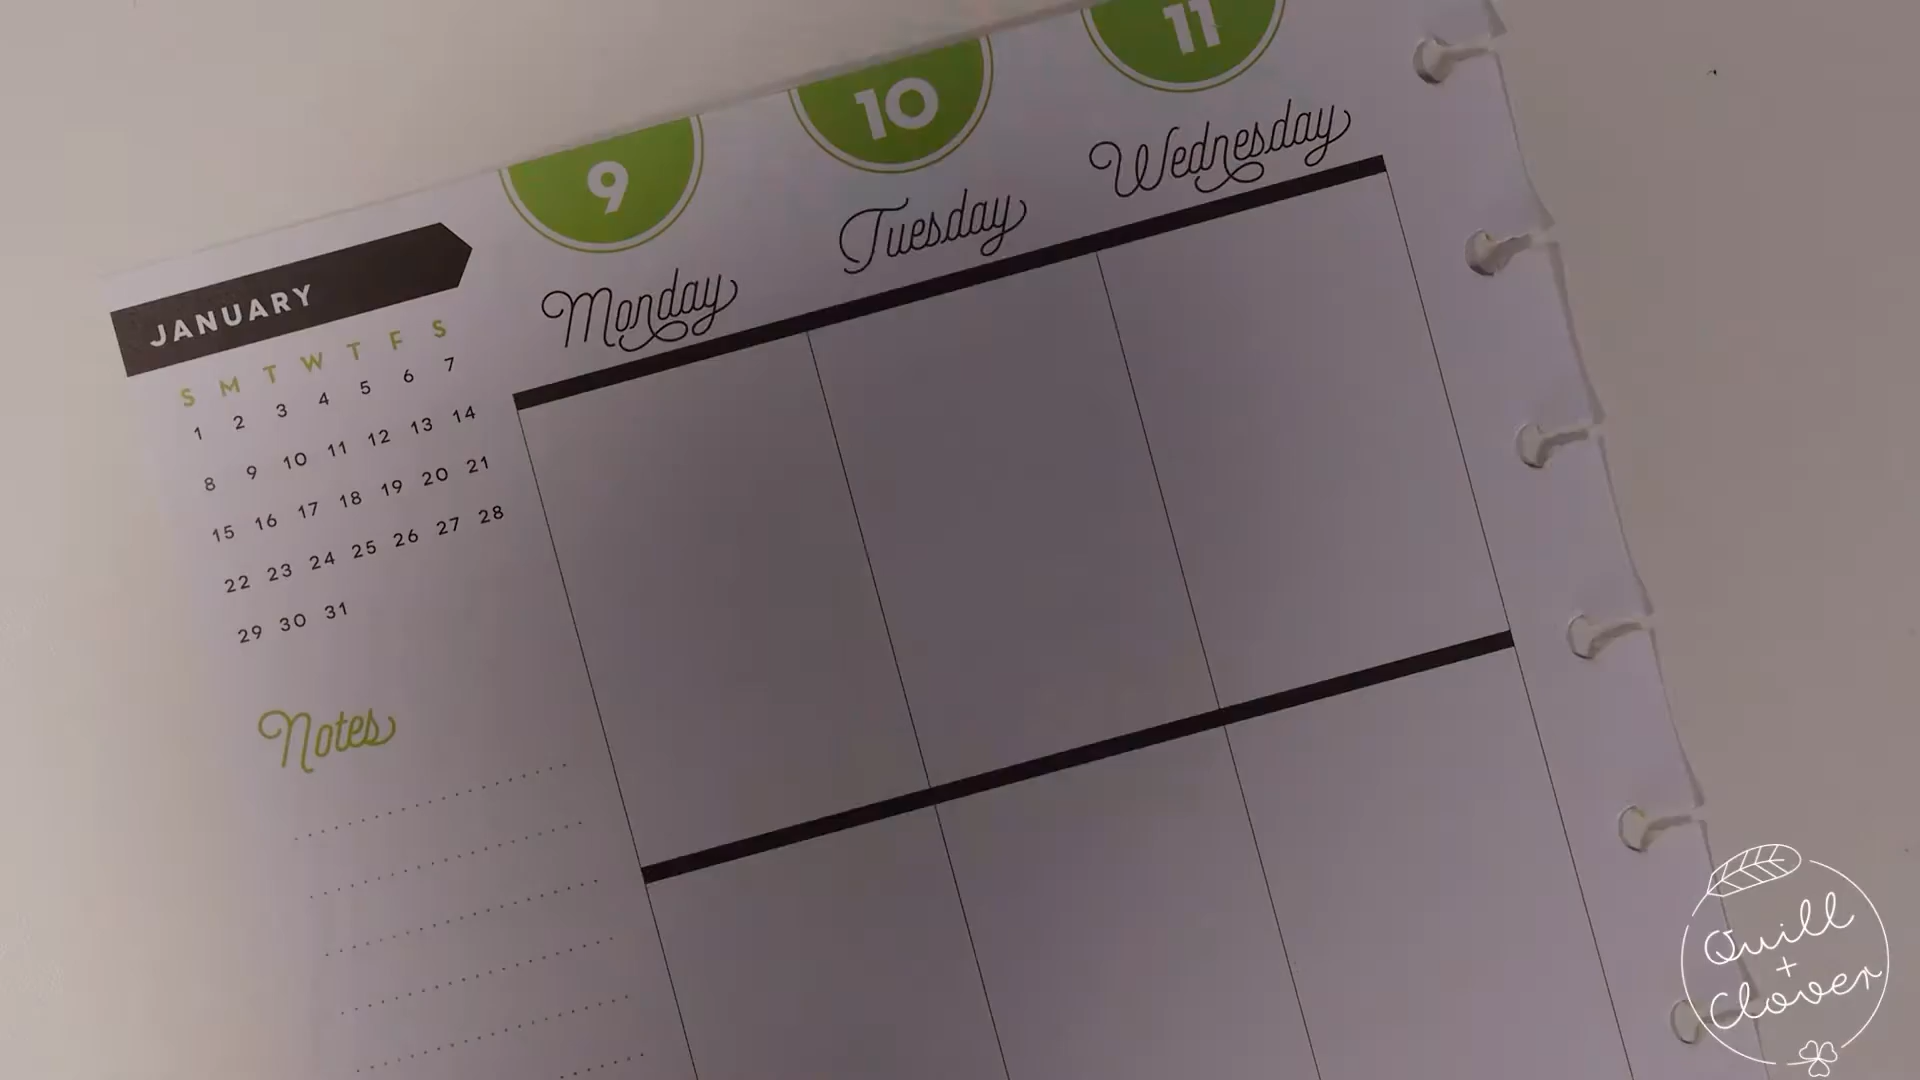 9
10
11
Monday
Tuesday
Wednesday
JANUARY
S M T W T F S
1 2 3 4 5 6 7
8 9 10 11 12 13 14
15 16 17 18 19 20 21
22 23 24 25 26 27 28
29 30 31
Notes
Quill
+
Clover